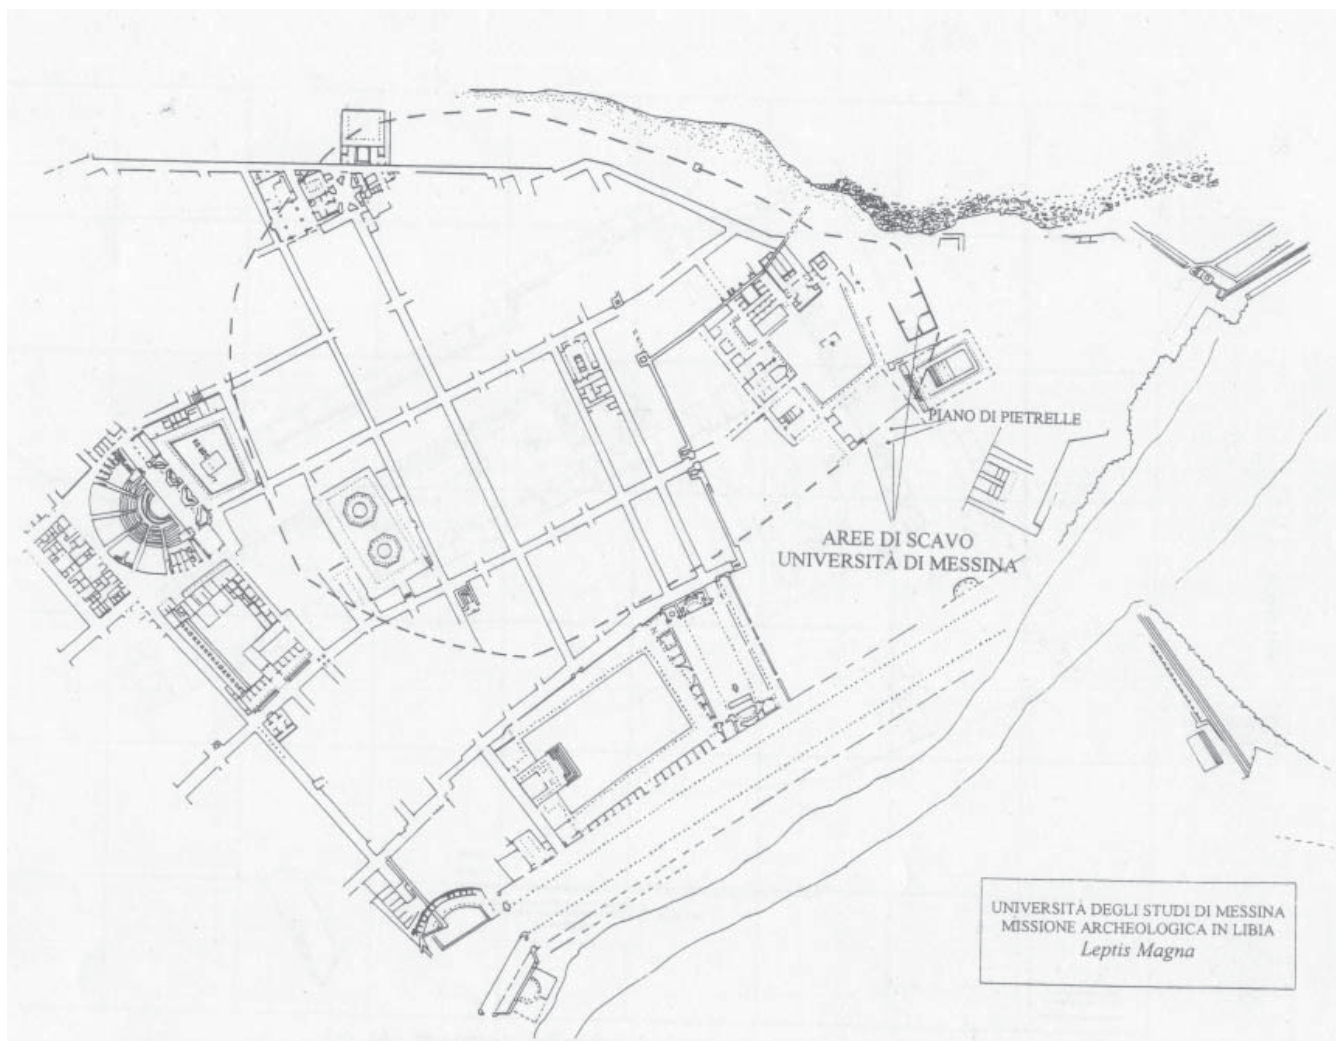 PIANO DI PIETRELLE
AREE DI SCAVO
UNIVERSITÀ DI MESSINA
UNIVERSITÀ DEGLI STUDI DI MESSINA
MISSIONE ARCHEOLOGICA IN LIBIA
Leptis Magna